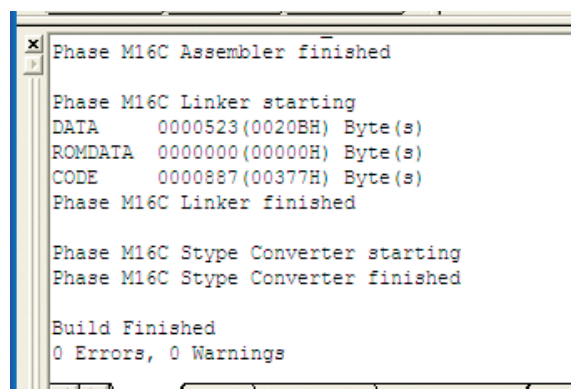 Phase M16C Assembler finished
Phase M16C Linker starting
DATA 0000523(0020BH) Byte(s)
ROMDATA 0000000(00000H) Byte(s)
CODE 0000887(00377H) Byte(s)
Phase M16C Linker finished
Phase M16C Stype Converter starting
Phase M16C Stype Converter finished
Build Finished
0 Errors, 0 Warnings